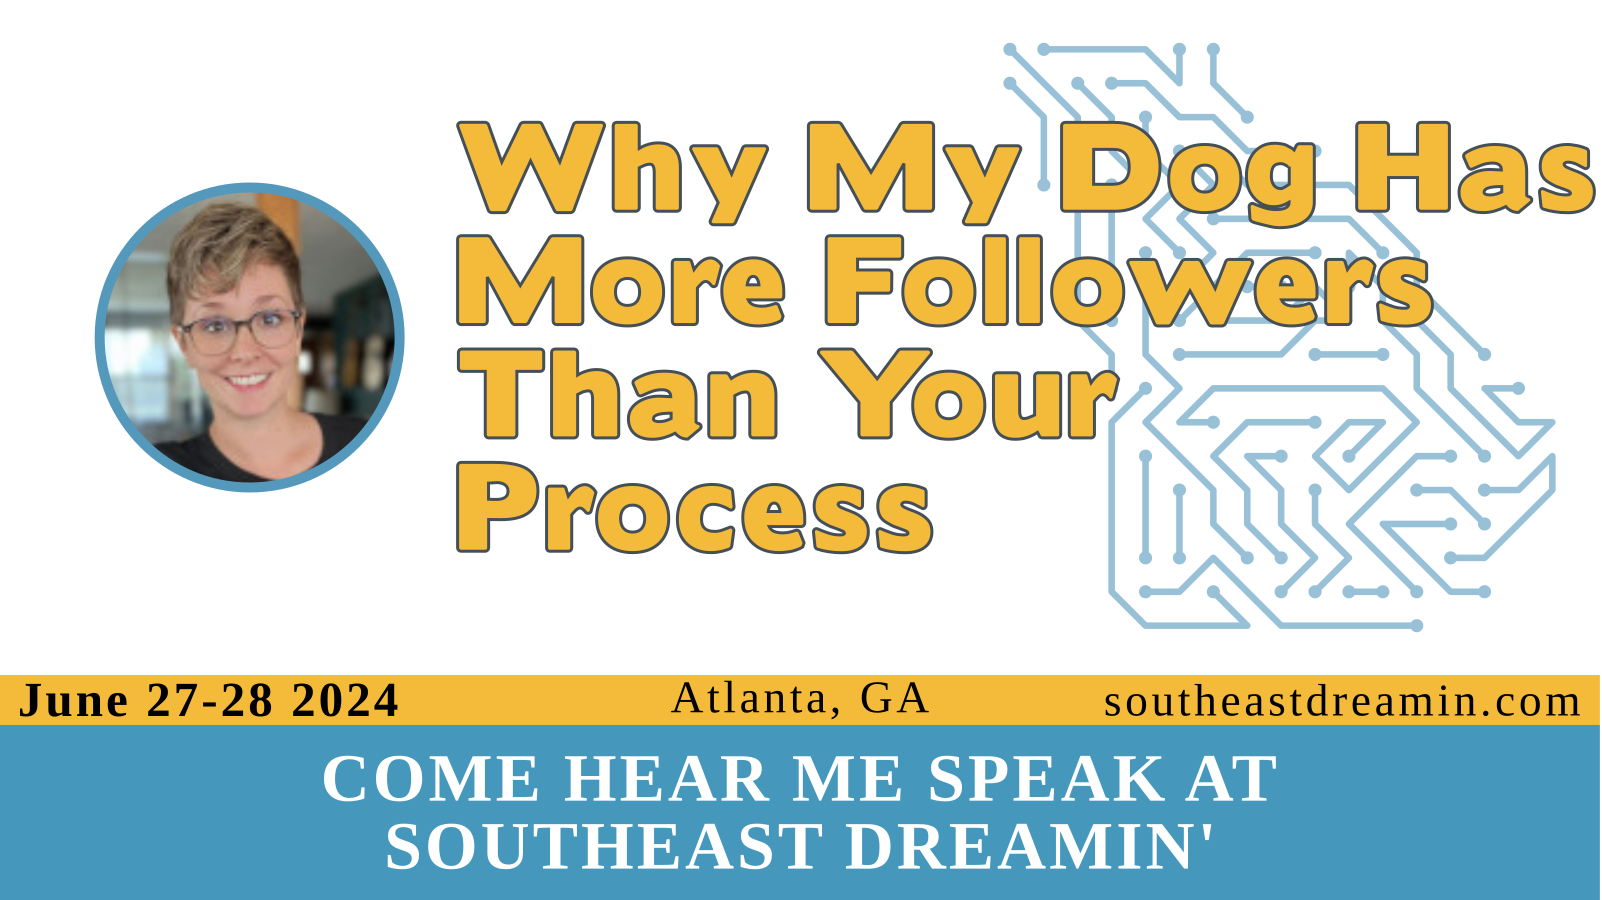 Why My Dog Has
More Followers
Than Your
Process
June 27-28 2024
Atlanta, GA
southeastdreamin.com
COME HEAR ME SPEAK AT
SOUTHEAST DREAMIN'